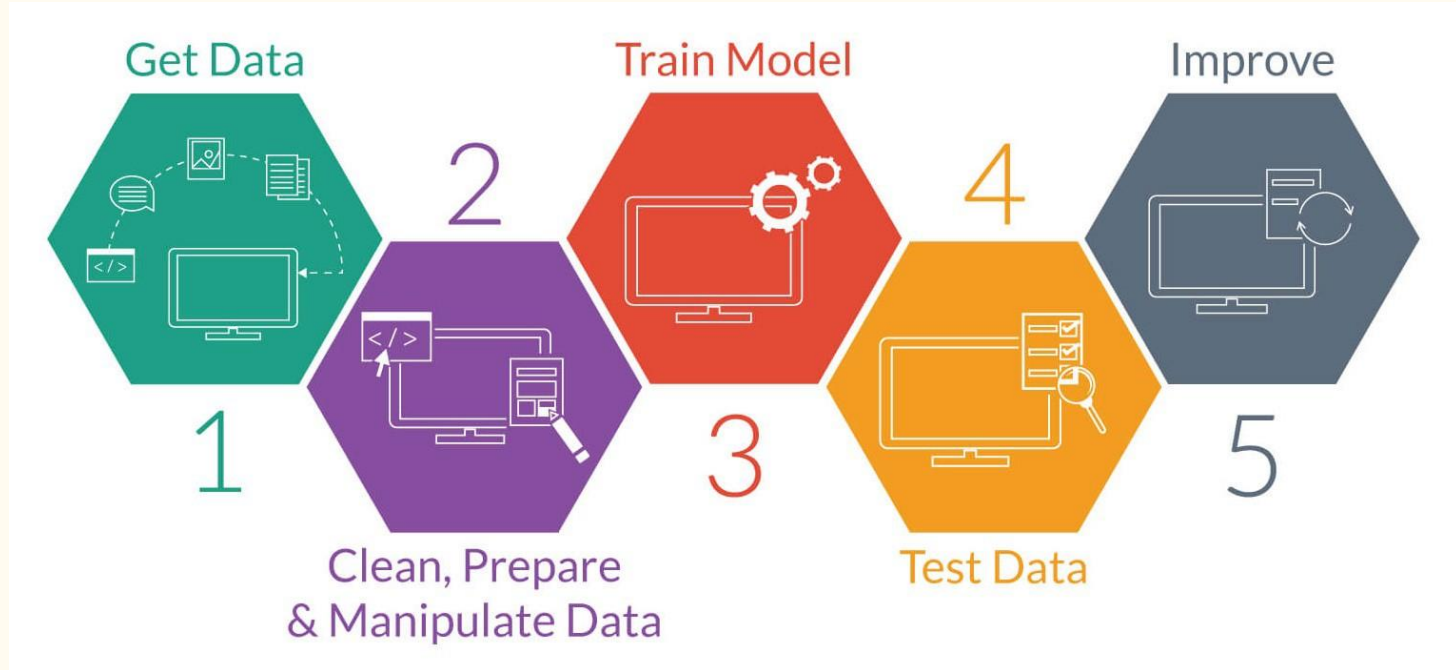 Get Data
1
2
Clean, Prepare
& Manipulate Data
Train Model
3
4
Test Data
Improve
5
</>
</>